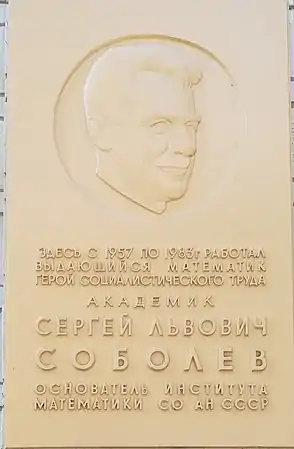 ЗДЕСЬ С 1957 ПО 1983г РАБОТАЛ
ВЫДАЮЩИЙСЯ МАТЕМАТИК
ГЕРОЙ СОЦИАЛИСТИЧЕСКОГО ТРУДА
АКАДЕМИК
СЕРГЕЙ ЛЬВОВИЧ
СОБОЛЕВ
ОСНОВАТЕЛЬ ИНСТИТУТА
МАТЕМАТИКИ СО АН СССР